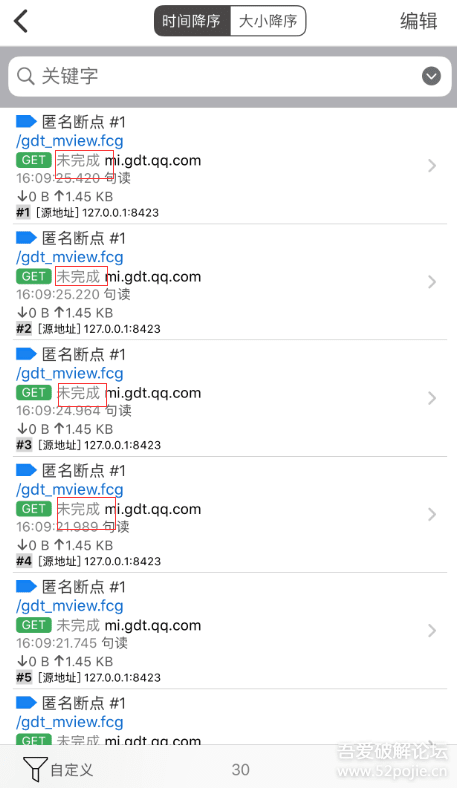 时间降序 大小降序 编辑
关键字
匿名断点 #1
/gdt_mview.fcg
GET 未完成 mi.gdt.qq.com
16:09:25.420 句读
↓0 B ↑1.45 KB
#1 [源地址] 127.0.0.1:8423
匿名断点 #1
/gdt_mview.fcg
GET 未完成 mi.gdt.qq.com
16:09:25.220 句读
↓0 B ↑1.45 KB
#2 [源地址] 127.0.0.1:8423
匿名断点 #1
/gdt_mview.fcg
GET 未完成 mi.gdt.qq.com
16:09:24.964 句读
↓0 B ↑1.45 KB
#3 [源地址] 127.0.0.1:8423
匿名断点 #1
/gdt_mview.fcg
GET 未完成 mi.gdt.qq.com
16:09:21.989 句读
↓0 B ↑1.45 KB
#4 [源地址] 127.0.0.1:8423
匿名断点 #1
/gdt_mview.fcg
GET 未完成 mi.gdt.qq.com
16:09:21.745 句读
↓0 B ↑1.45 KB
#5 [源地址] 127.0.0.1:8423
匿名断点 #1
/gdt_mview.fcg
GET 未完成 mi.gdt.qq.com
自定义 30
吾爱破解论坛
www.52pojie.cn